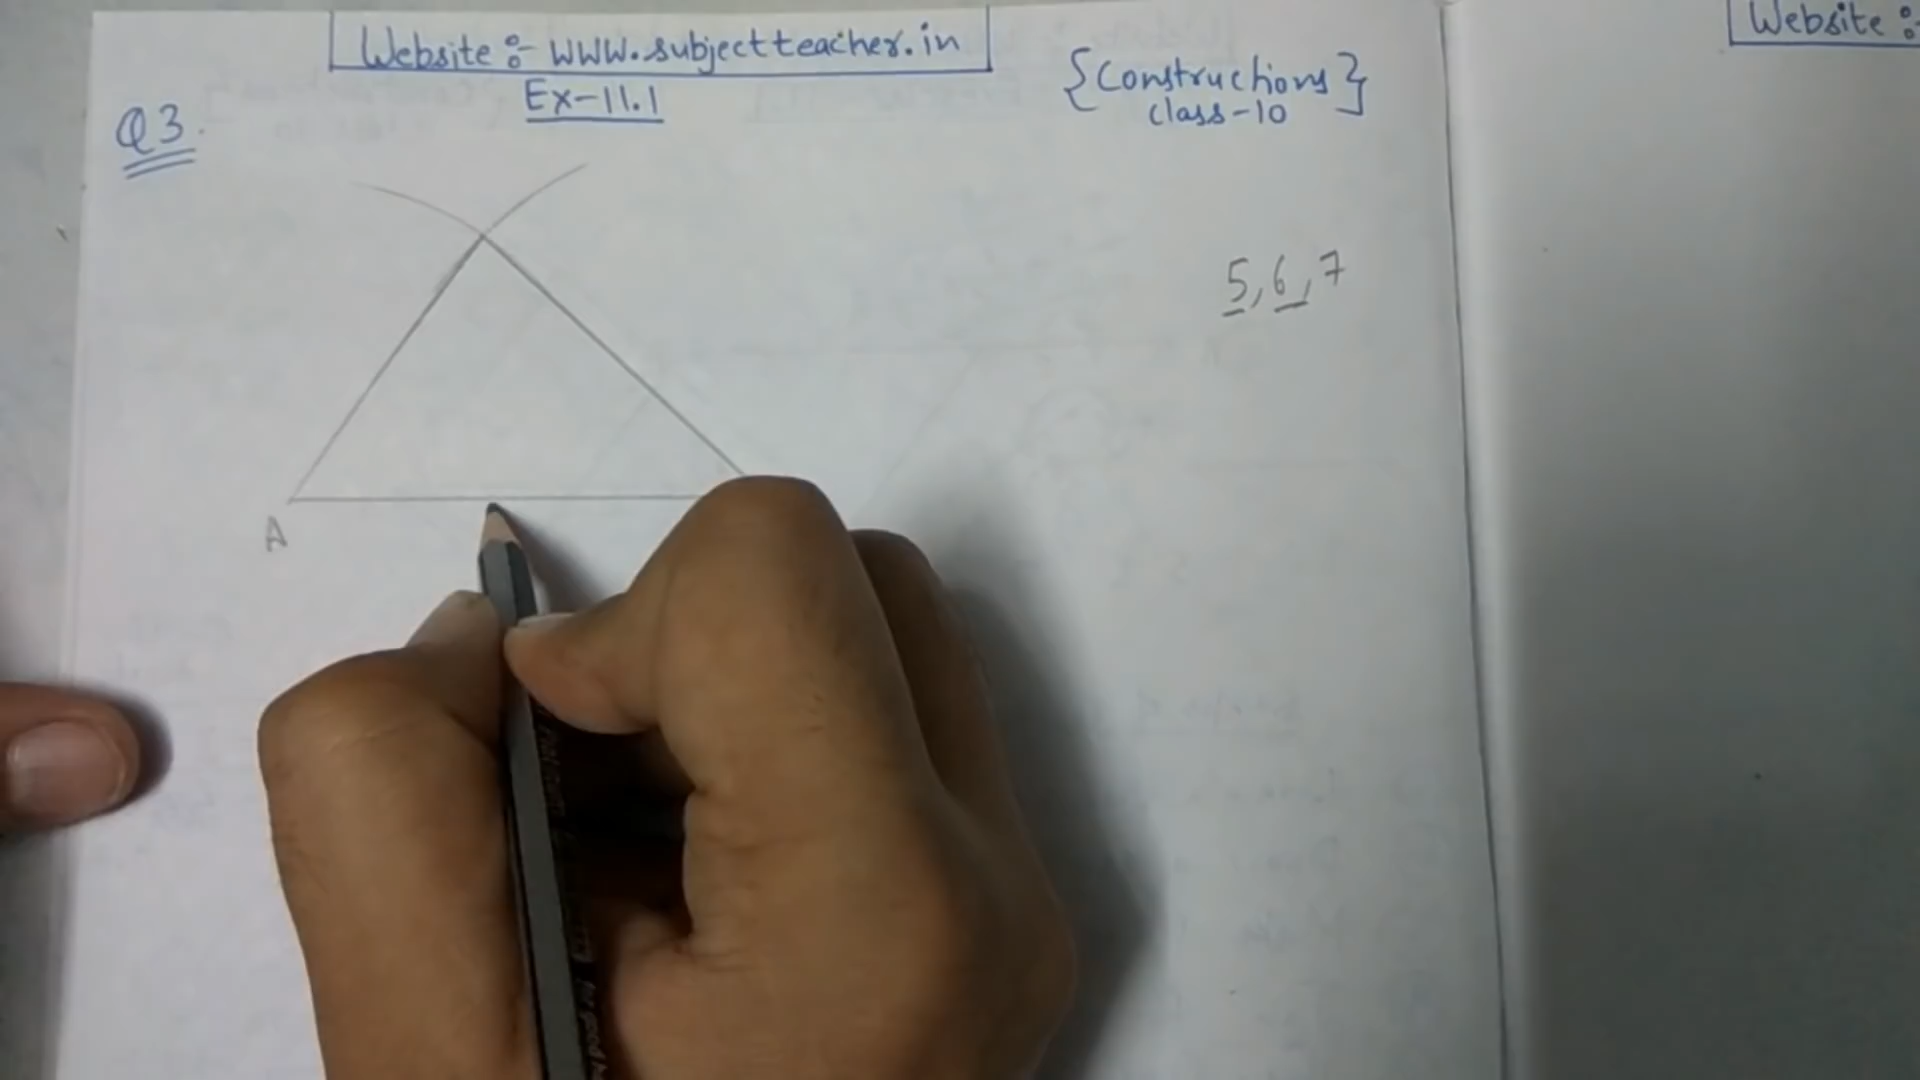 Website :- www.subjectteacher.in
Website :
Ex-11.1
{Constructions}
Class-10
Q3.
5,6,7
A